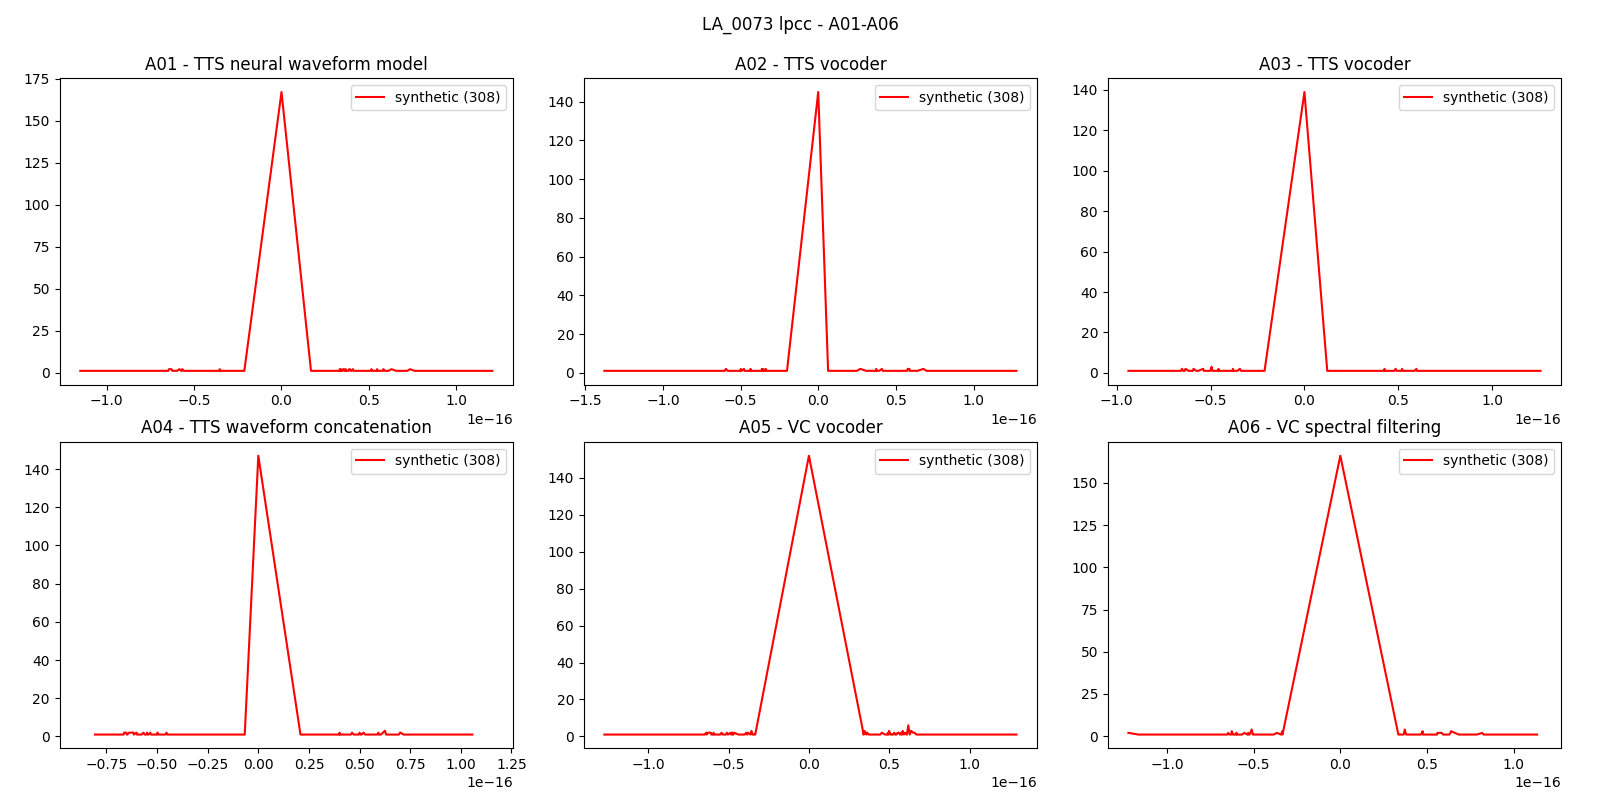 LA_0073 lpcc - A01-A06
A01 - TTS neural waveform model
synthetic (308)
175
150
125
100
75
50
25
0
−1.0 −0.5 0.0 0.5 1.0
1e−16
A02 - TTS vocoder
synthetic (308)
140
120
100
80
60
40
20
0
−1.5 −1.0 −0.5 0.0 0.5 1.0
1e−16
A03 - TTS vocoder
synthetic (308)
140
120
100
80
60
40
20
0
−1.0 −0.5 0.0 0.5 1.0
1e−16
A04 - TTS waveform concatenation
synthetic (308)
140
120
100
80
60
40
20
0
−0.75 −0.50 −0.25 0.00 0.25 0.50 0.75 1.00 1.25
1e−16
A05 - VC vocoder
synthetic (308)
140
120
100
80
60
40
20
0
−1.0 −0.5 0.0 0.5 1.0
1e−16
A06 - VC spectral filtering
synthetic (308)
150
125
100
75
50
25
0
−1.0 −0.5 0.0 0.5 1.0
1e−16